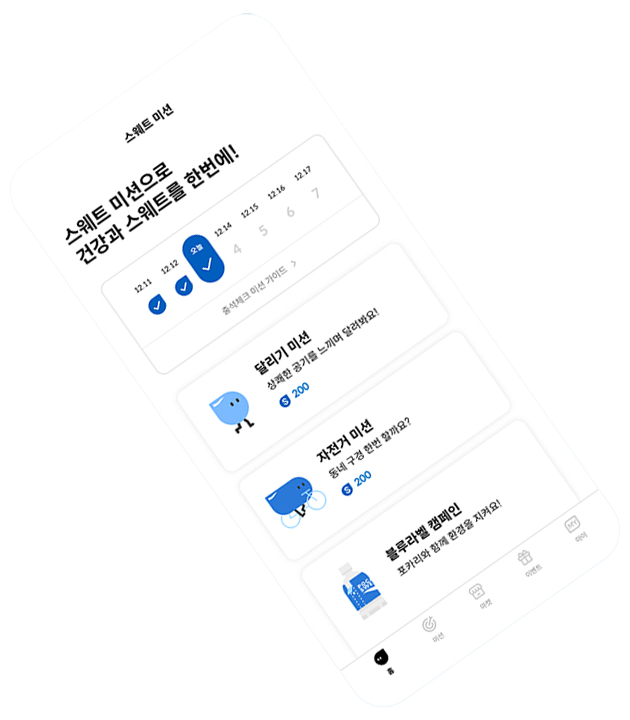 스웨트 미션
스웨트 미션으로
건강과 스웨트를 한번에!
12.11 12.12 오늘 12.14 12.15 12.16 12.17
4 5 6 7
출석체크 미션 가이드 >
달리기 미션
상쾌한 공기를 느끼며 달려봐요!
S 200
자전거 미션
동네 구경 한번 할까요?
S 200
블루라벨 캠페인
포카리와 함께 환경을 지켜요!
홈 미션 마켓 이벤트 마이
MY